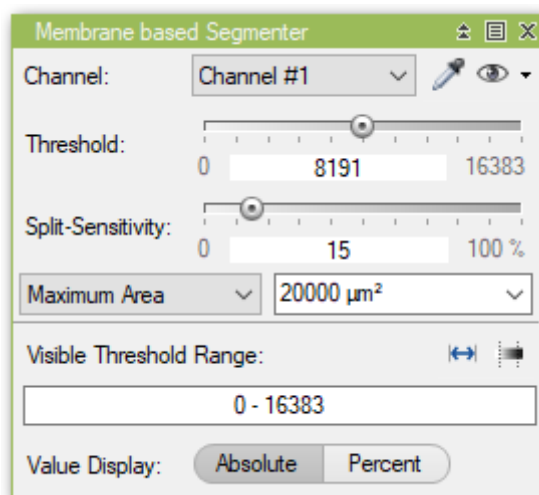 Membrane based Segmenter
Channel: Channel #1
Threshold:
0 8191 16383
Split-Sensitivity:
0 15 100 %
Maximum Area 20000 µm²
Visible Threshold Range:
0 - 16383
Value Display: Absolute Percent